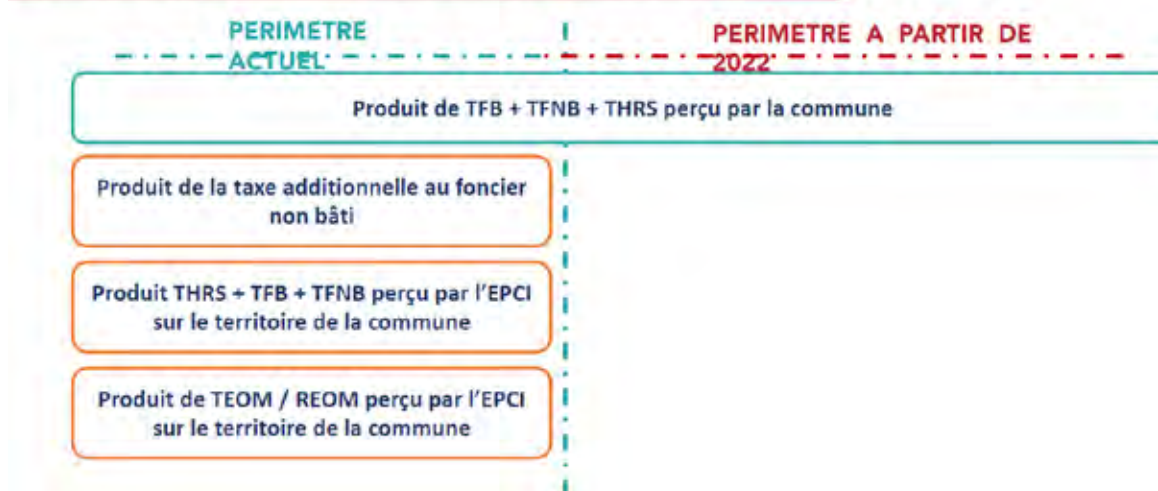 PERIMETRE
ACTUEL
PERIMETRE A PARTIR DE
2022
Produit de TFB + TFNB + THRS perçu par la commune
Produit de la taxe additionnelle au foncier
non bâti
Produit THRS + TFB + TFNB perçu par l'EPCI
sur le territoire de la commune
Produit de TEOM / REOM perçu par l'EPCI
sur le territoire de la commune